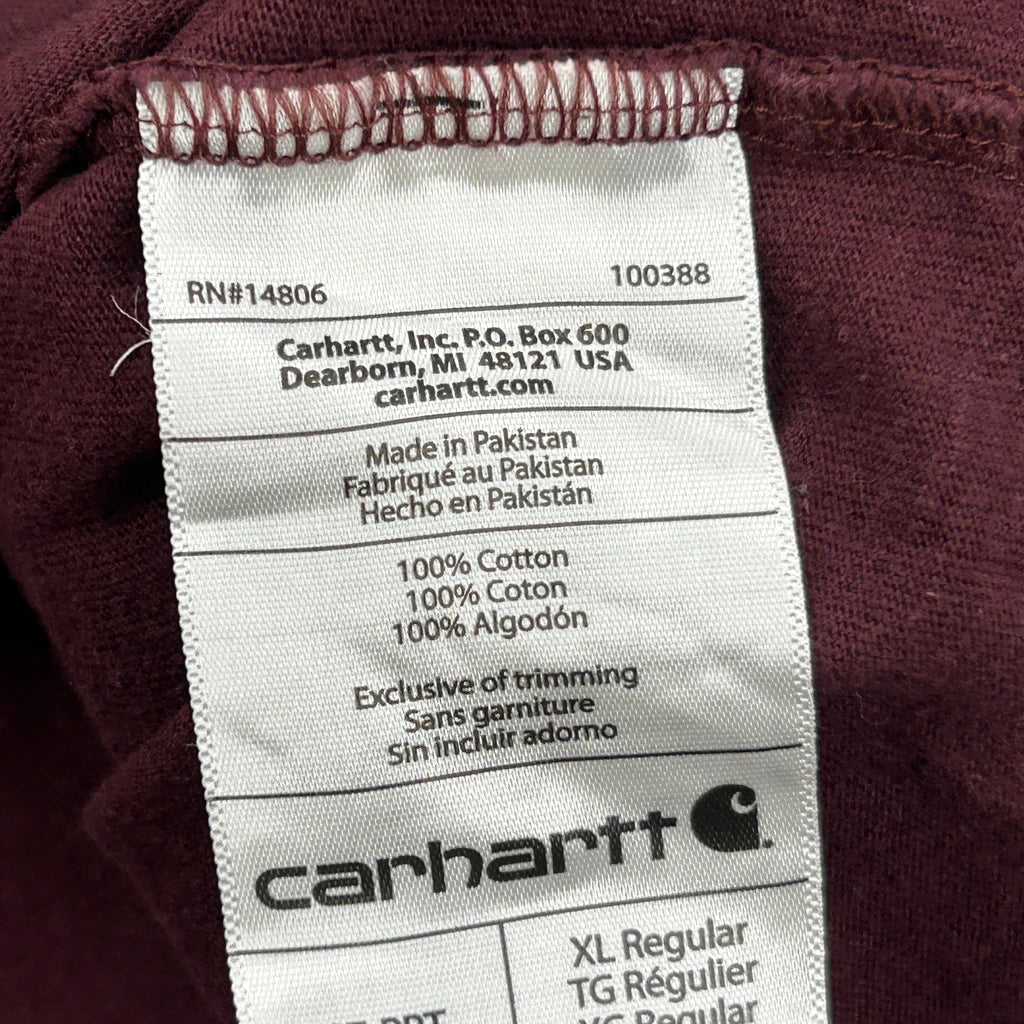 RN#14806 100388
Carhartt, Inc. P.O. Box 600
Dearborn, MI 48121 USA
carhartt.com
Made in Pakistan
Fabriqué au Pakistan
Hecho en Pakistán
100% Cotton
100% Coton
100% Algodón
Exclusive of trimming
Sans garniture
Sin incluir adorno
carhartt
XL Regular
TG Régulier
XG Regular